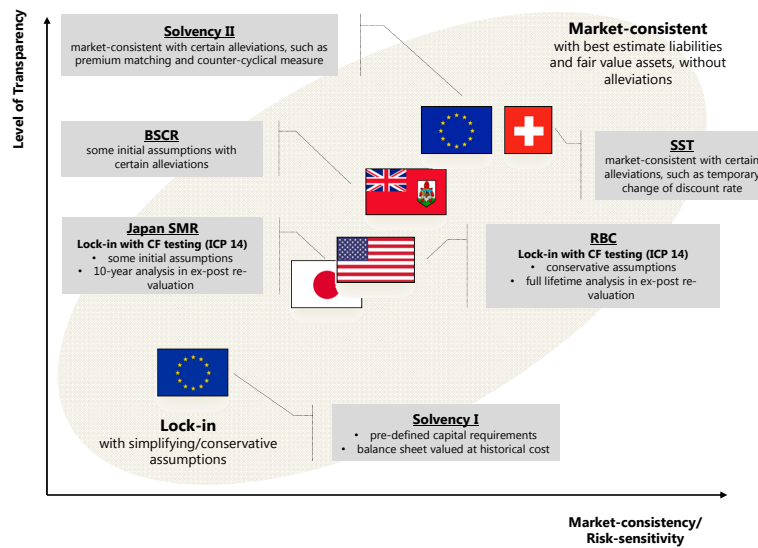 Level of Transparency
Solvency II
market-consistent with certain alleviations, such as
premium matching and counter-cyclical measure
Market-consistent
with best estimate liabilities
and fair value assets, without
alleviations
BSCR
some initial assumptions with
certain alleviations
SST
market-consistent with certain
alleviations, such as temporary
change of discount rate
Japan SMR
Lock-in with CF testing (ICP 14)
• some initial assumptions
• 10-year analysis in ex-post re-
valuation
RBC
Lock-in with CF testing (ICP 14)
• conservative assumptions
• full lifetime analysis in ex-post re-
valuation
Lock-in
with simplifying/conservative
assumptions
Solvency I
• pre-defined capital requirements
• balance sheet valued at historical cost
Market-consistency/
Risk-sensitivity